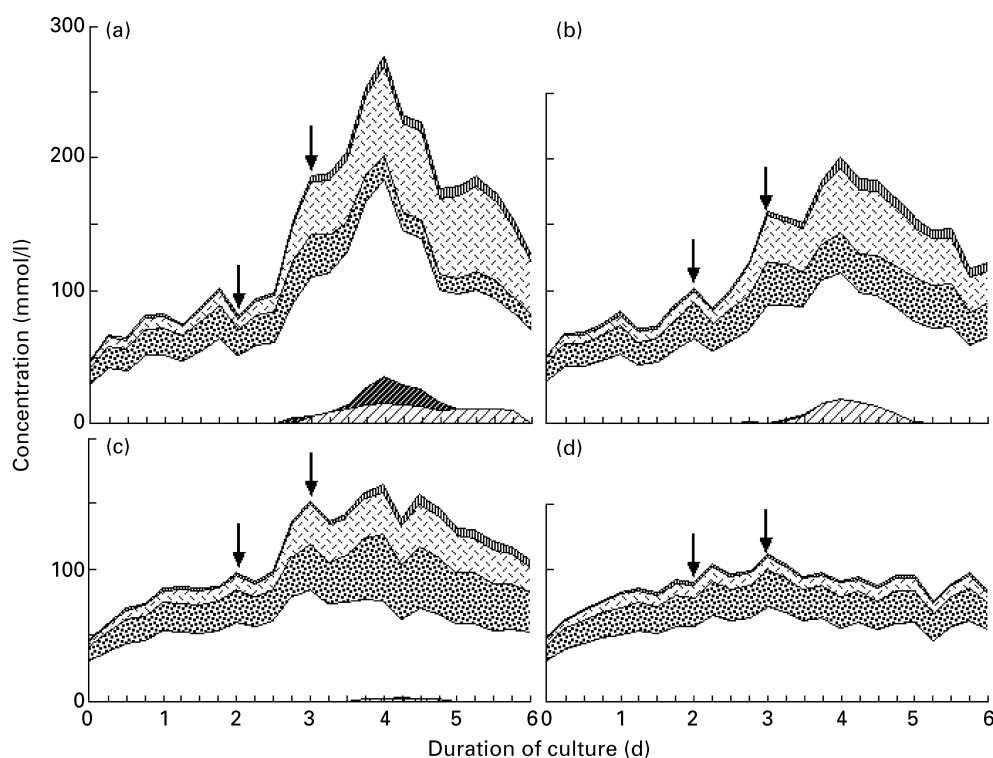 300
(a)
(b)
200
100
0
(c)
(d)
100
0
0 1 2 3 4 5 6 0 1 2 3 4 5 6
Concentration (mmol/l)
Duration of culture (d)